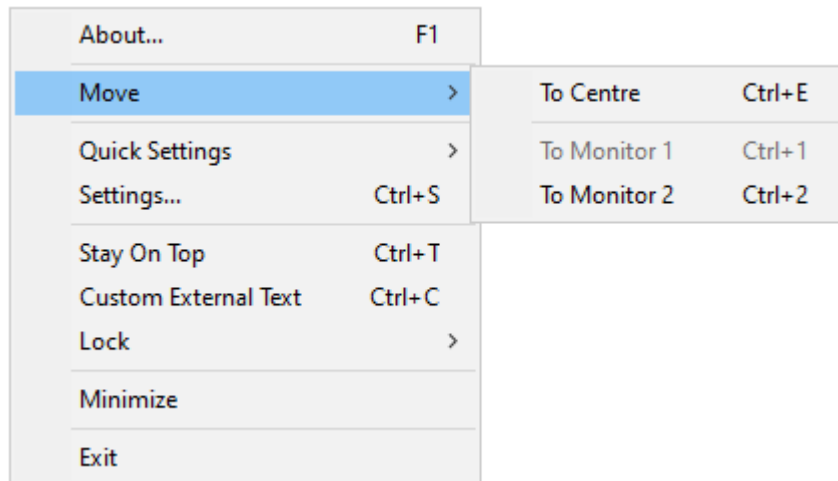 About... F1
Move
To Centre Ctrl+E
Quick Settings
To Monitor 1 Ctrl+1
Settings... Ctrl+S
To Monitor 2 Ctrl+2
Stay On Top Ctrl+T
Custom External Text Ctrl+C
Lock
Minimize
Exit